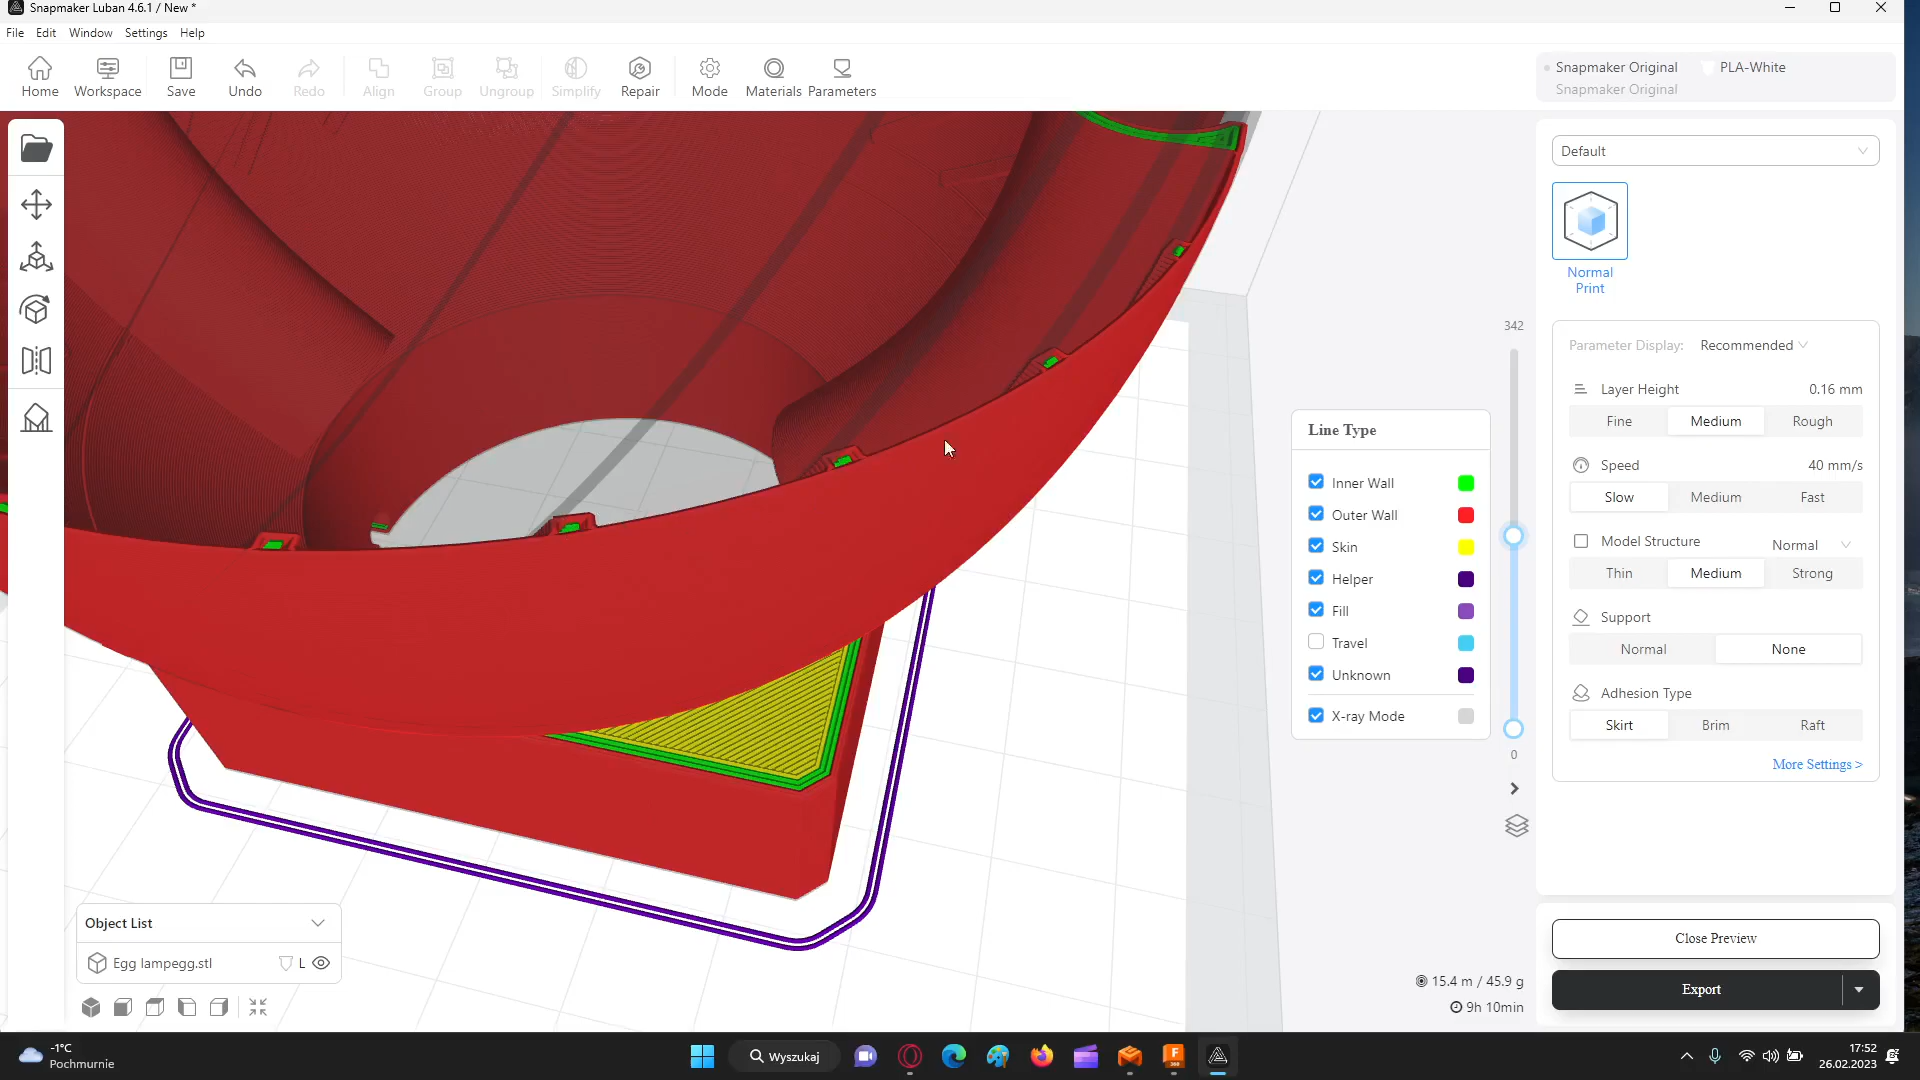 Snapmaker Luban 4.6.1 / New *
File Edit Window Settings Help
Home Workspace Save Undo Redo Align Group Ungroup Simplify Repair Mode Materials Parameters
Snapmaker Original PLA-White
Snapmaker Original
Default
Normal
Print
342
Parameter Display: Recommended
Layer Height 0.16 mm
Fine Medium Rough
Line Type
Speed 40 mm/s
Inner Wall
Slow Medium Fast
Outer Wall
Model Structure Normal
Skin
Thin Medium Strong
Helper
Fill
Support
Travel
Normal None
Unknown
Adhesion Type
X-ray Mode
Skirt Brim Raft
0
More Settings >
Object List
Egg lampegg.stl L
Close Preview
15.4 m / 45.9 g
Export
9h 10min
-1°C
Pochmurnie
Wyszukaj
17:52
26.02.2023